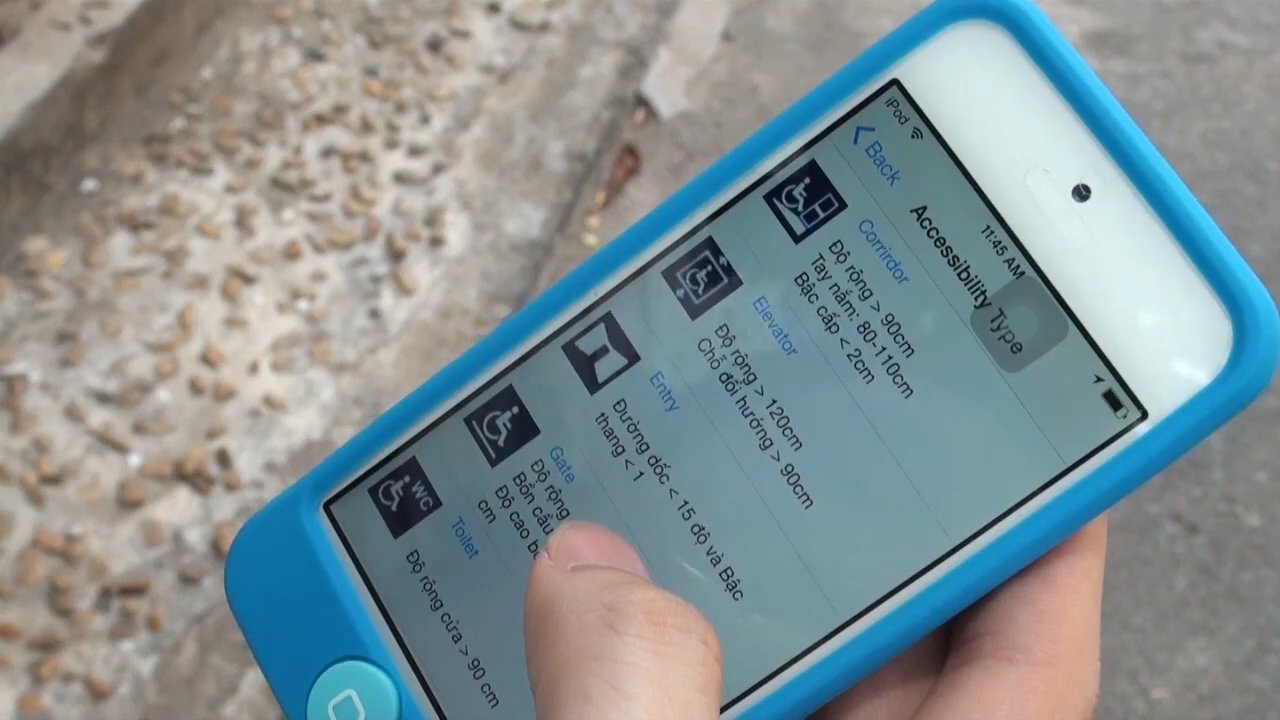 iPod
11:45 AM
Back
Accessibility Type
Corrirdor
Độ rộng > 90cm
Tay nắm: 80-110cm
Bậc cấp < 2cm
Elevator
Độ rộng > 120cm
Chỗ đổi hướng > 90cm
Entry
Đường dốc < 15 độ và Bậc
thang < 1
Gate
Độ rộng
Bồn cầu
Độ cao
cm
WC
Toilet
Độ rộng cửa > 90 cm